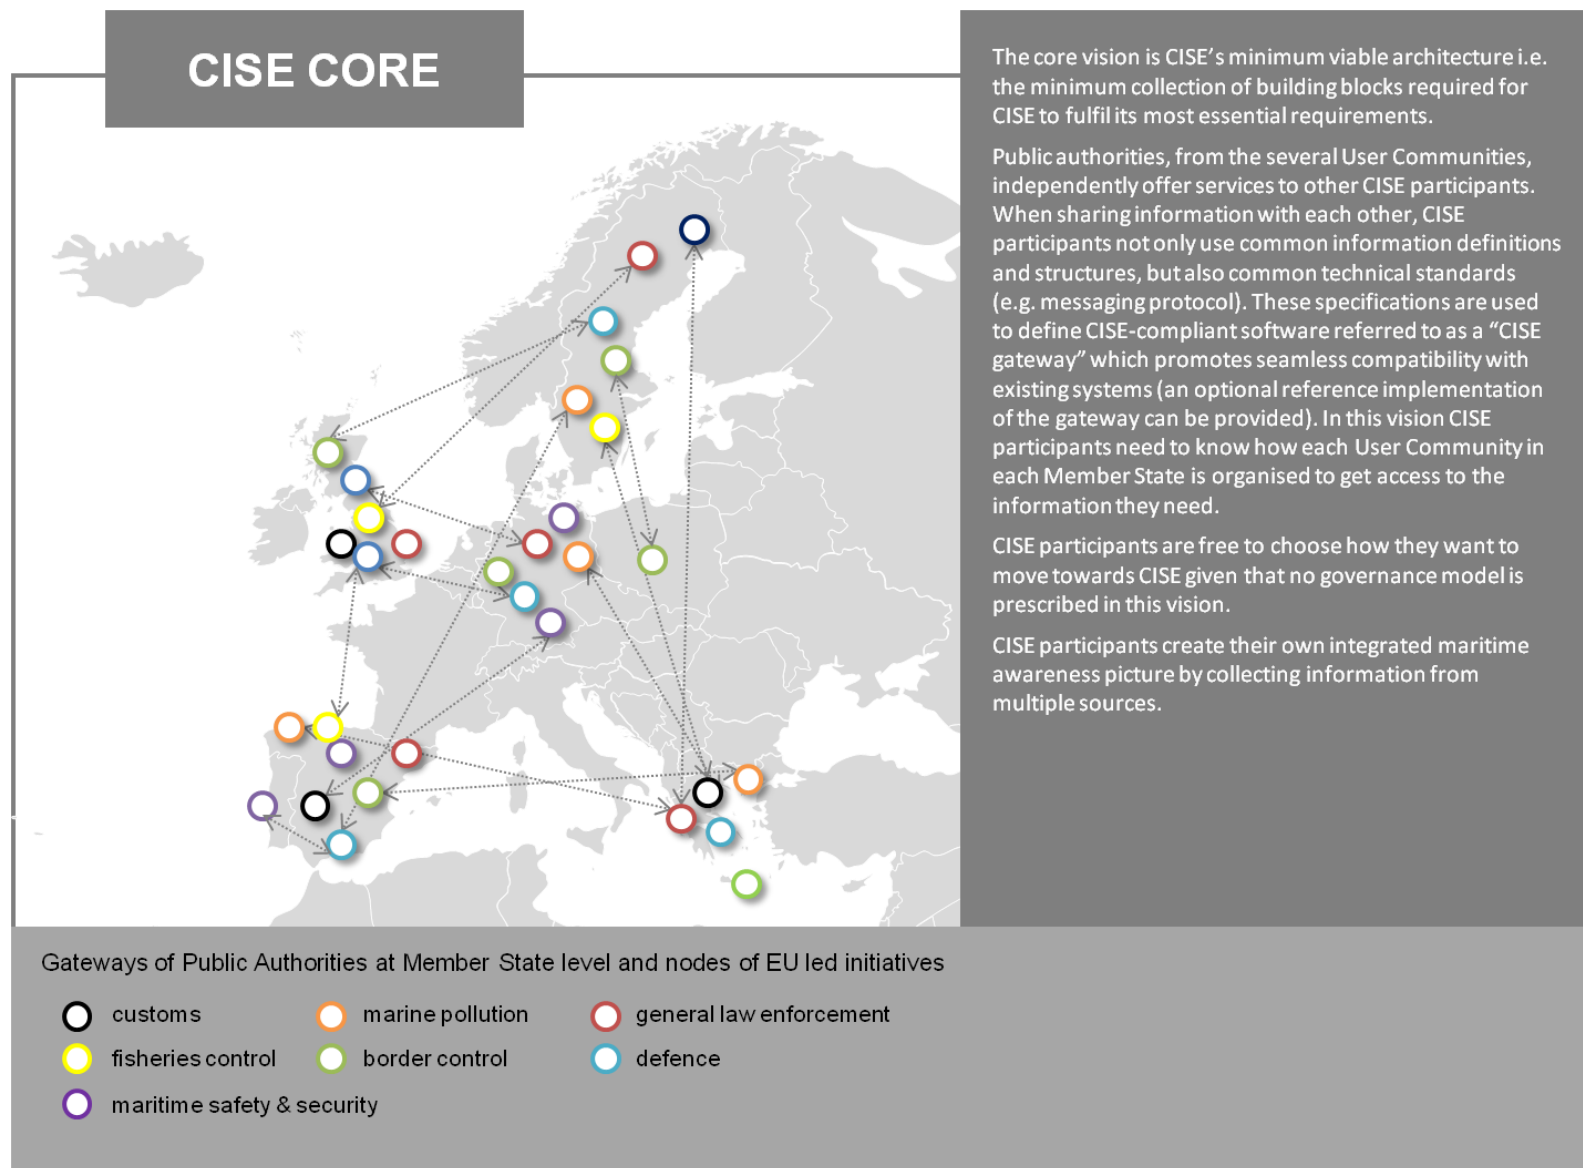 CISE CORE
The core vision is CISE’s minimum viable architecture i.e.
the minimum collection of building blocks required for
CISE to fulfil its most essential requirements.
Public authorities, from the several User Communities,
independently offer services to other CISE participants.
When sharing information with each other, CISE
participants not only use common information definitions
and structures, but also common technical standards
(e.g. messaging protocol). These specifications are used
to define CISE-compliant software referred to as a “CISE
gateway” which promotes seamless compatibility with
existing systems (an optional reference implementation
of the gateway can be provided). In this vision CISE
participants need to know how each User Community in
each Member State is organised to get access to the
information they need.
CISE participants are free to choose how they want to
move towards CISE given that no governance model is
prescribed in this vision.
CISE participants create their own integrated maritime
awareness picture by collecting information from
multiple sources.
Gateways of Public Authorities at Member State level and nodes of EU led initiatives
customs
marine pollution
general law enforcement
fisheries control
border control
defence
maritime safety & security